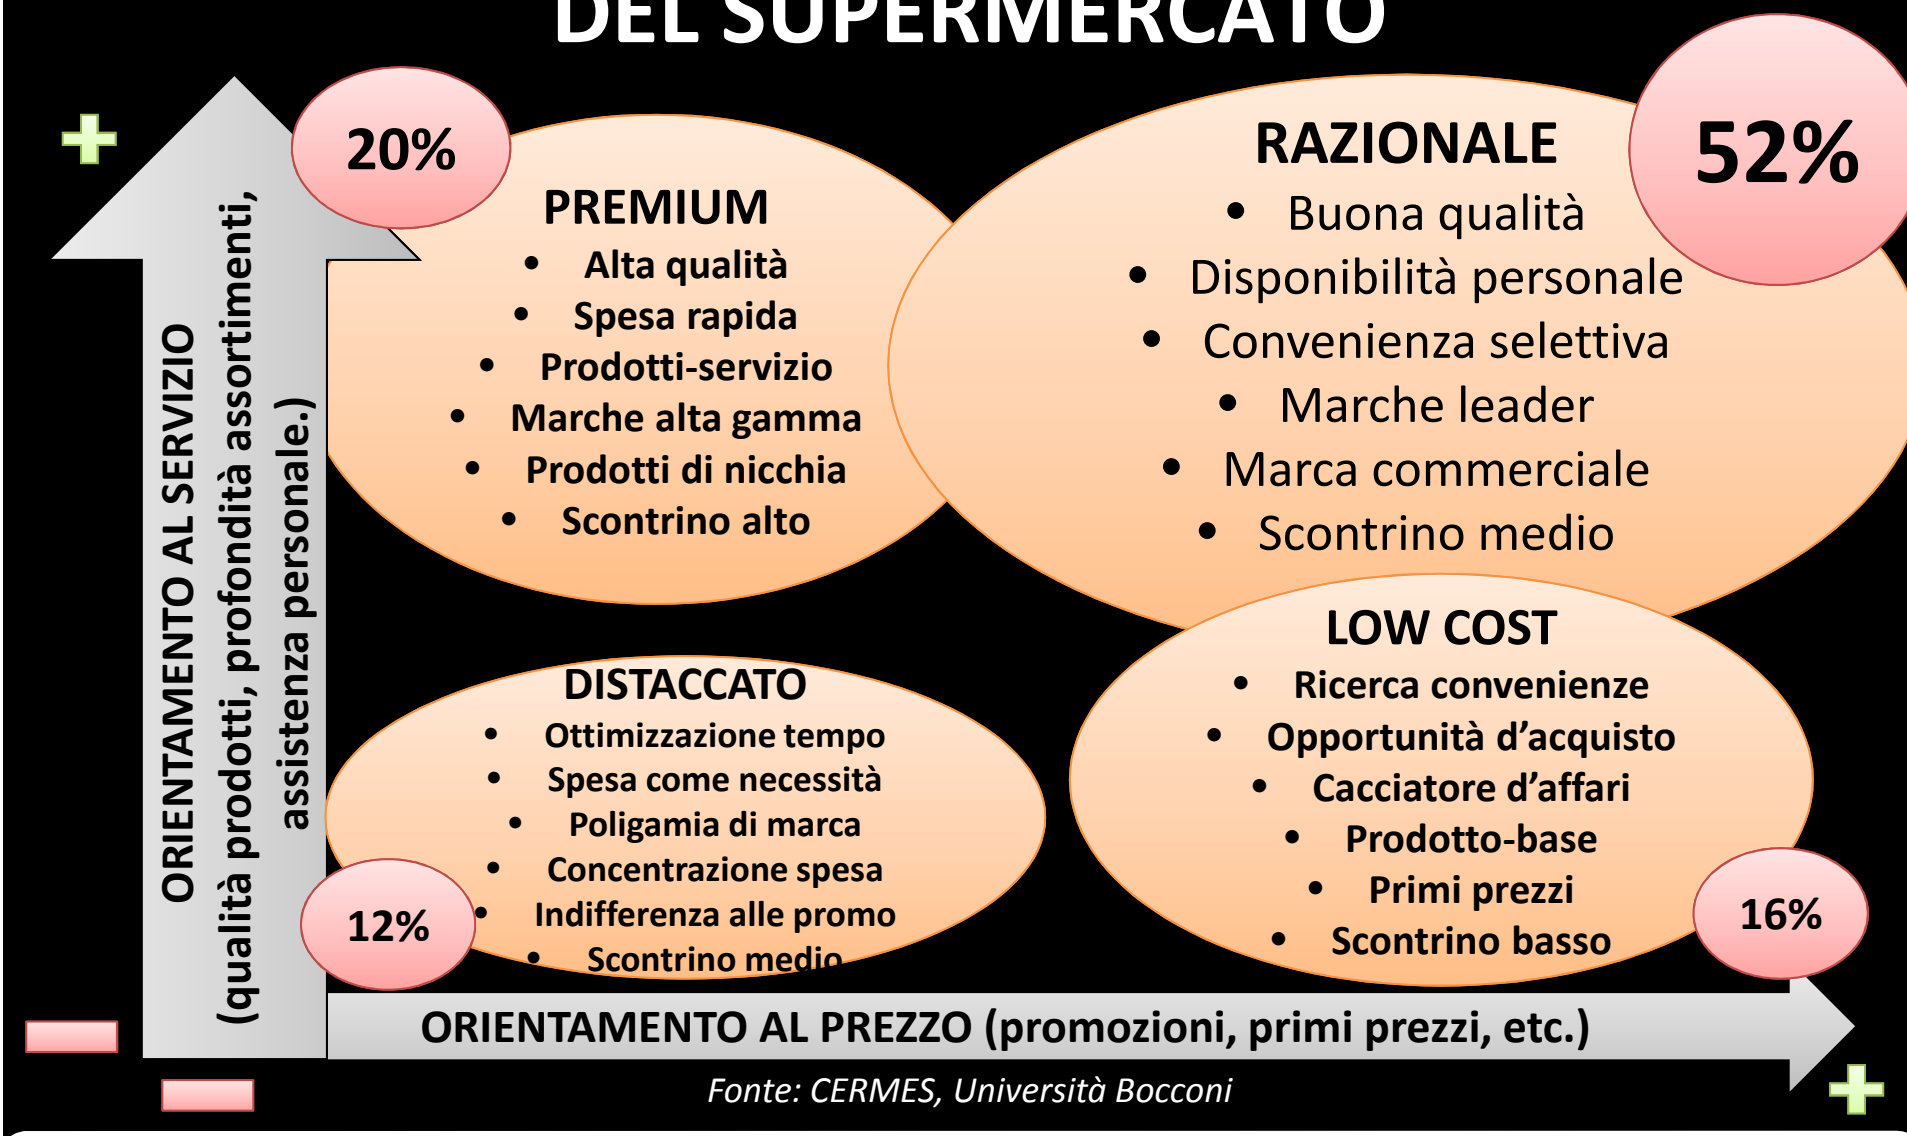 DEL SUPERMERCATO
20%
PREMIUM
• Alta qualità
• Spesa rapida
• Prodotti-servizio
• Marche alta gamma
• Prodotti di nicchia
• Scontrino alto
52%
RAZIONALE
• Buona qualità
• Disponibilità personale
• Convenienza selettiva
• Marche leader
• Marca commerciale
• Scontrino medio
ORIENTAMENTO AL SERVIZIO
(qualità prodotti, profondità assortimenti,
assistenza personale.)
DISTACCATO
• Ottimizzazione tempo
• Spesa come necessità
• Poligamia di marca
• Concentrazione spesa
• Indifferenza alle promo
• Scontrino medio
12%
LOW COST
• Ricerca convenienze
• Opportunità d’acquisto
• Cacciatore d’affari
• Prodotto-base
• Primi prezzi
• Scontrino basso
16%
ORIENTAMENTO AL PREZZO (promozioni, primi prezzi, etc.)
Fonte: CERMES, Università Bocconi